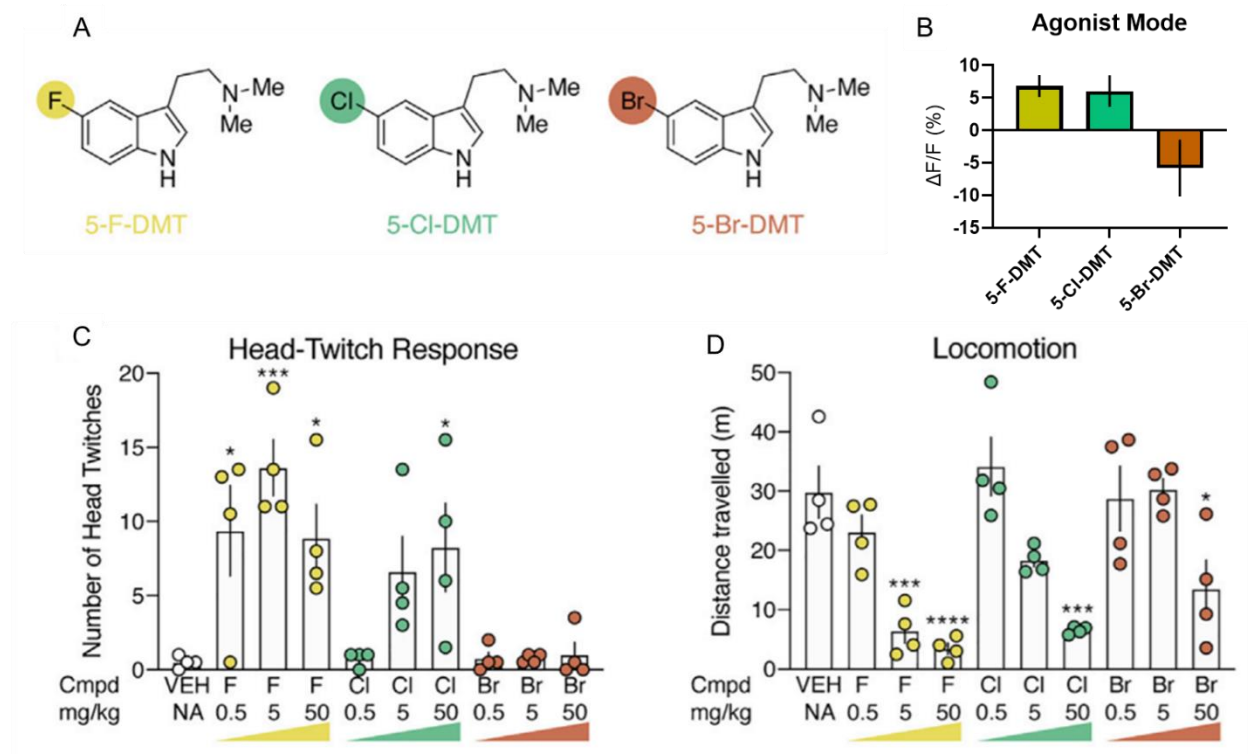 A
F
N
Me
Me
N
H
5-F-DMT
Cl
N
Me
Me
N
H
5-Cl-DMT
Br
N
Me
Me
N
H
5-Br-DMT
B
Agonist Mode
ΔF/F (%)
10
5
0
-5
-10
-15
5-F-DMT
5-Cl-DMT
5-Br-DMT
C
Head-Twitch Response
Number of Head Twitches
20
15
10
5
0
* *** * *
Cmpd VEH F F F Cl Cl Cl Br Br Br
mg/kg NA 0.5 5 50 0.5 5 50 0.5 5 50
D
Locomotion
Distance travelled (m)
50
40
30
20
10
0
*** **** *** *
Cmpd VEH F F F Cl Cl Cl Br Br Br
mg/kg NA 0.5 5 50 0.5 5 50 0.5 5 50